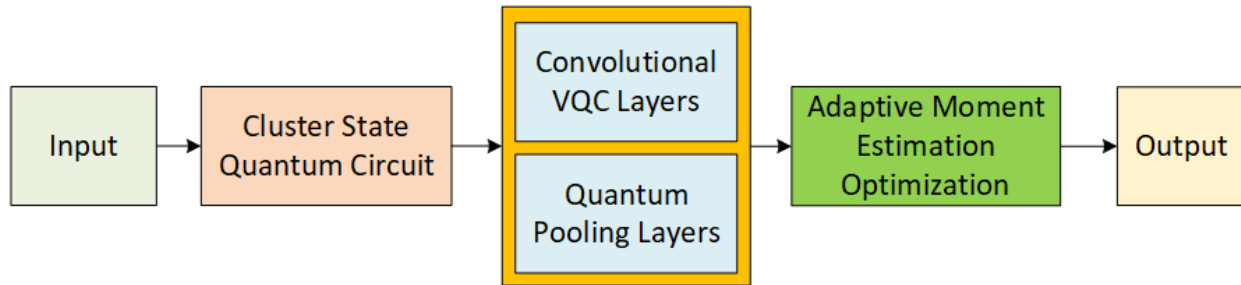 Input
Cluster State
Quantum Circuit
Convolutional
VQC Layers
Quantum
Pooling Layers
Adaptive Moment
Estimation
Optimization
Output